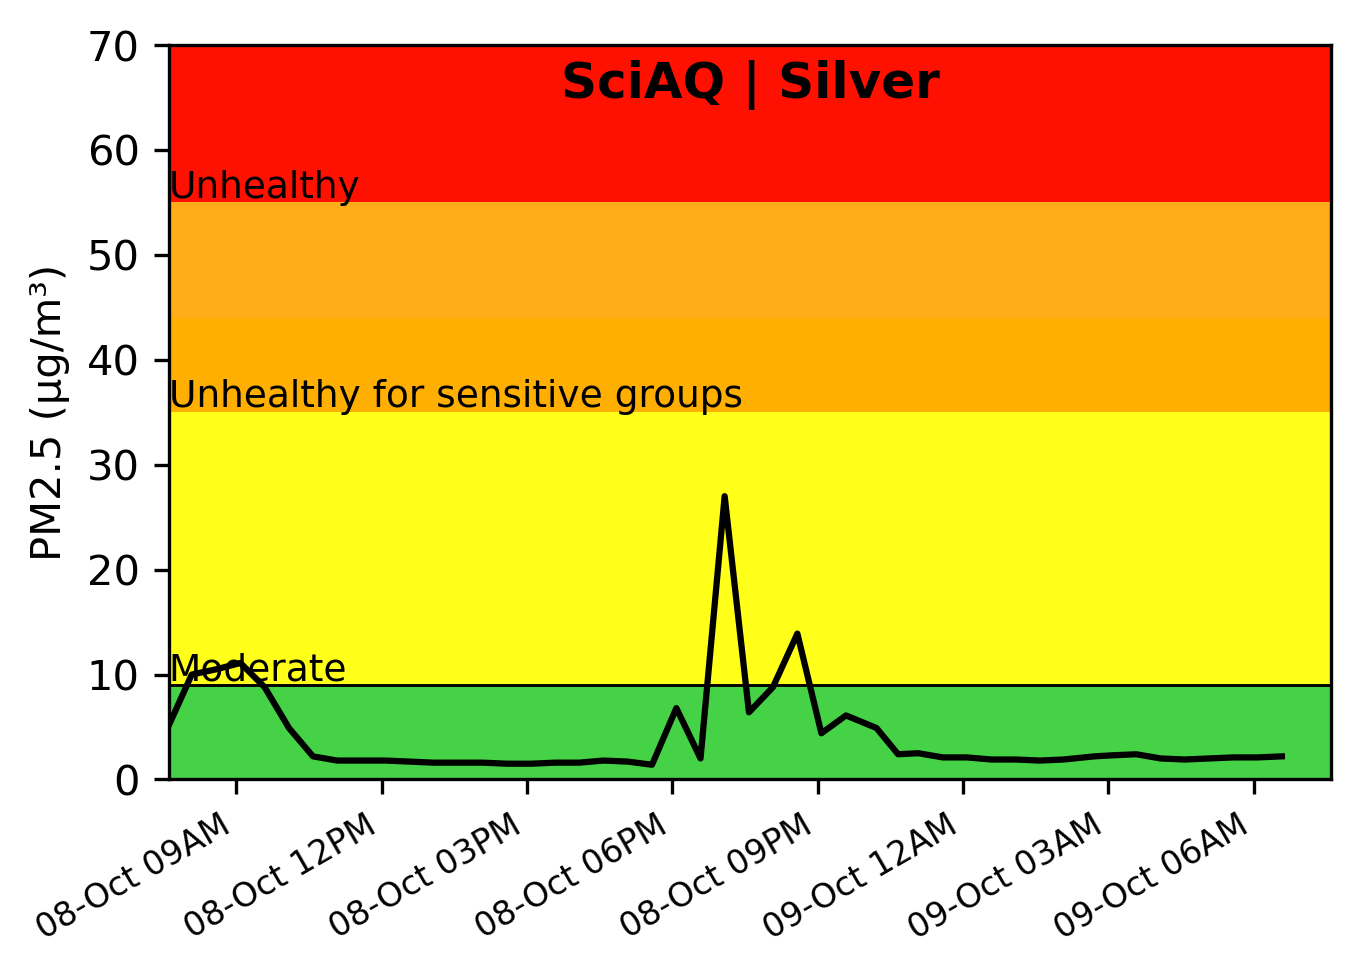 SciAQ | Silver
PM2.5 (µg/m³)
70
60
Unhealthy
50
40
Unhealthy for sensitive groups
30
20
10
Moderate
0
08-Oct 09AM
08-Oct 12PM
08-Oct 03PM
08-Oct 06PM
08-Oct 09PM
09-Oct 12AM
09-Oct 03AM
09-Oct 06AM